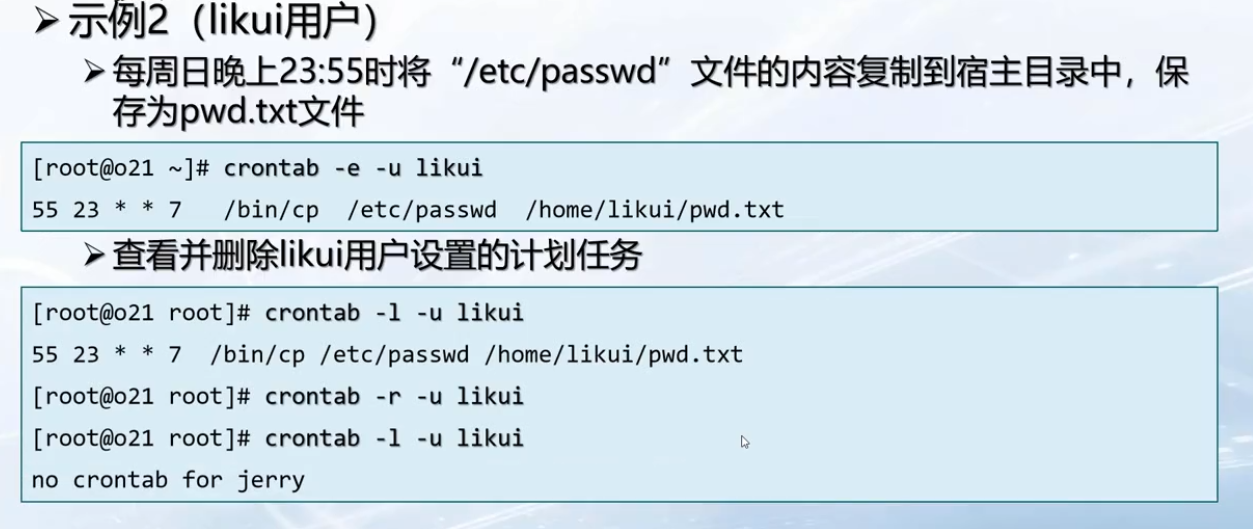 示例2（likui用户）
每周日晚上23:55时将“/etc/passwd”文件的内容复制到宿主目录中，保
存为pwd.txt文件
[root@o21 ~]# crontab -e -u likui
55 23 * * 7 /bin/cp /etc/passwd /home/likui/pwd.txt
查看并删除likui用户设置的计划任务
[root@o21 root]# crontab -l -u likui
55 23 * * 7 /bin/cp /etc/passwd /home/likui/pwd.txt
[root@o21 root]# crontab -r -u likui
[root@o21 root]# crontab -l -u likui
no crontab for jerry